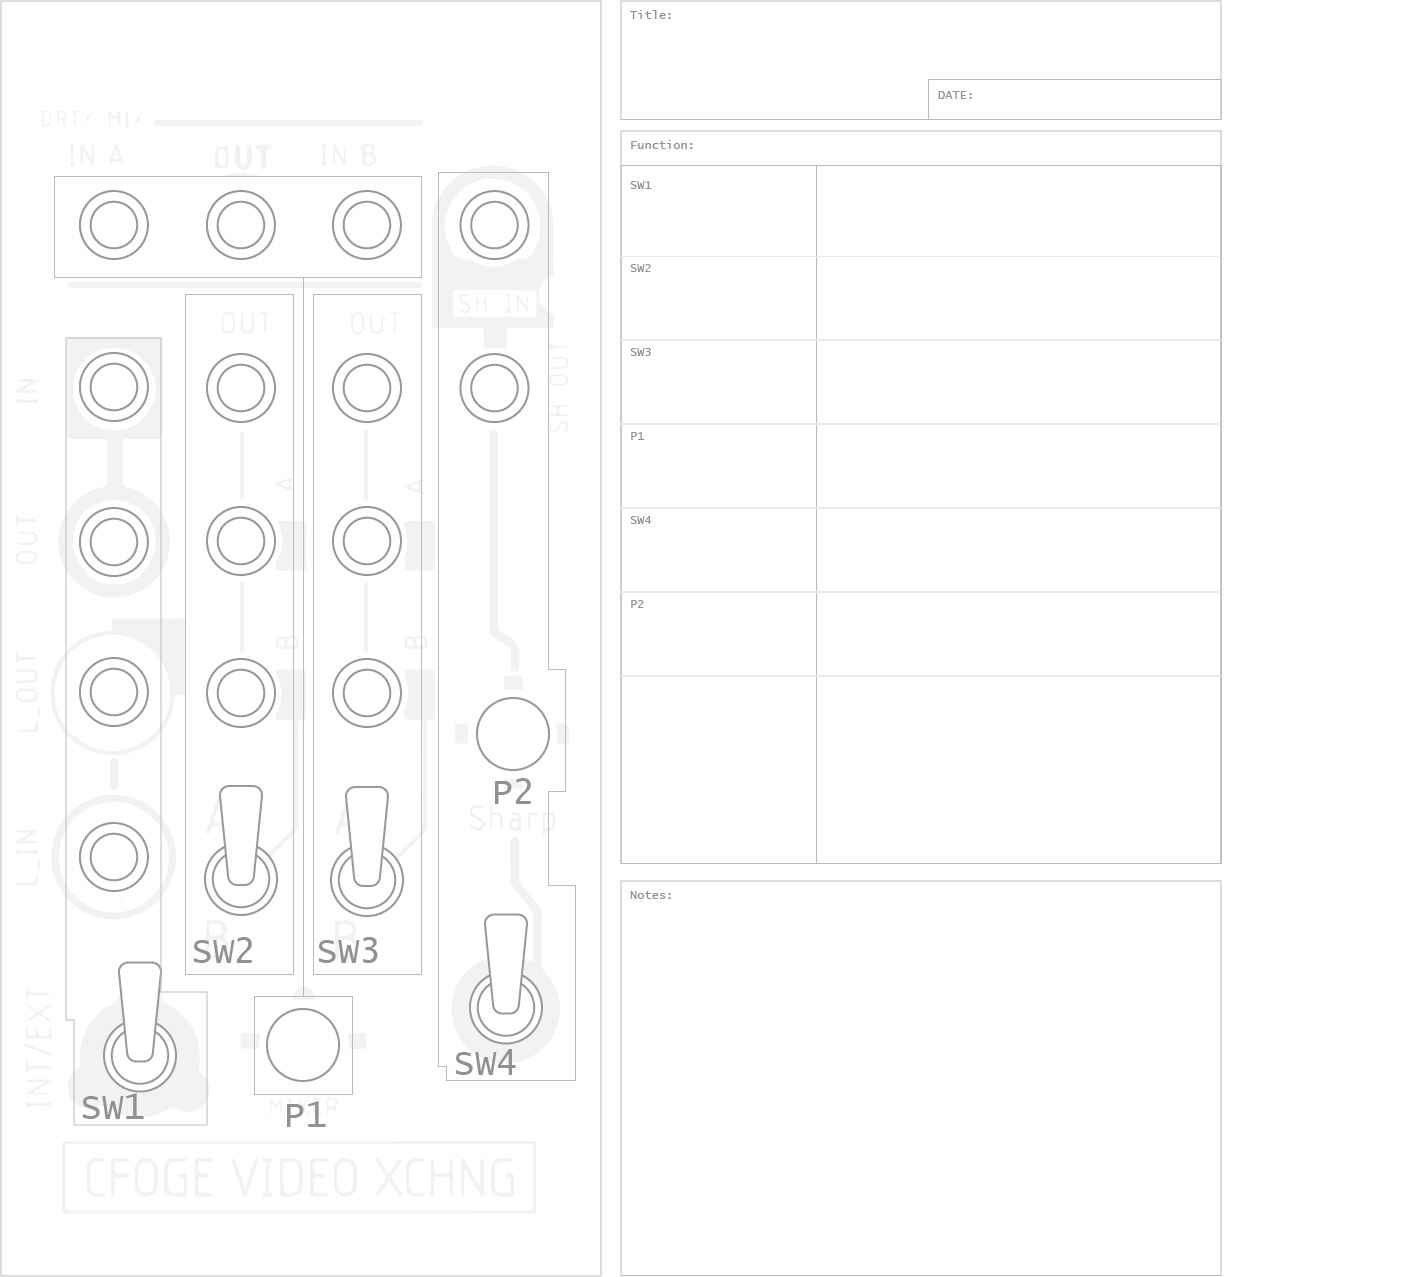 DRTY MIX
IN A
OUT
IN B
SH IN
OUT
OUT
SH OUT
IN
A
A
OUT
B
B
L_OUT
P2
A
A
Sharp
L_IN
B
B
SW2
SW3
INT/EXT
SW4
SW1
MIXER
P1
CFOGE VIDEO XCHNG
Title:
DATE:
Function:
SW1
SW2
SW3
P1
SW4
P2
Notes: